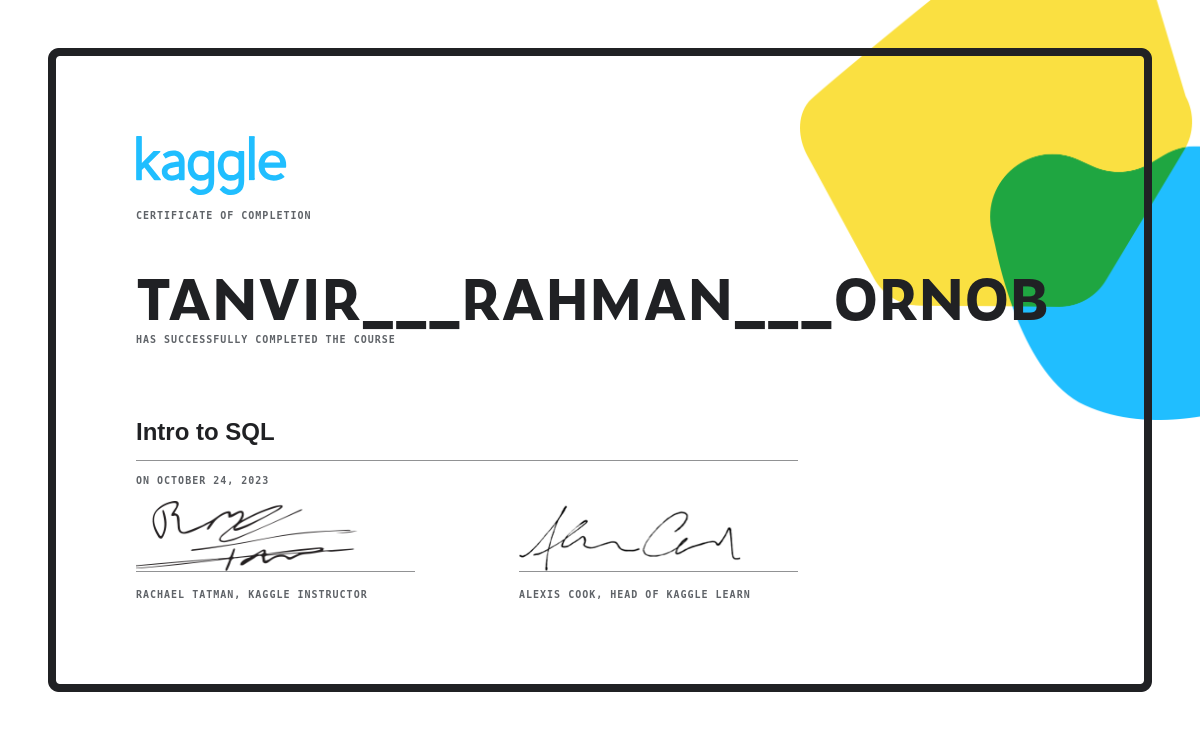 kaggle
CERTIFICATE OF COMPLETION
TANVIR___RAHMAN___ORNOB
HAS SUCCESSFULLY COMPLETED THE COURSE
Intro to SQL
ON OCTOBER 24, 2023
RACHAEL TATMAN, KAGGLE INSTRUCTOR
ALEXIS COOK, HEAD OF KAGGLE LEARN